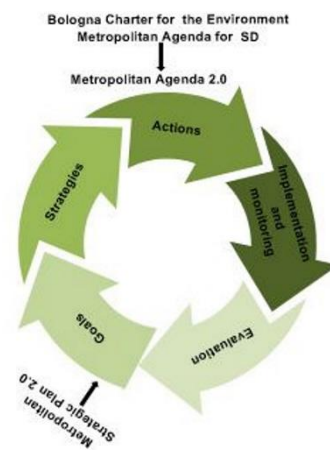 Bologna Charter for the Environment
Metropolitan Agenda for SD
Metropolitan Agenda 2.0
Actions
Implementation
and
monitoring
Evaluation
Goals
Strategies
Metropolitan
Strategic Plan 2.0